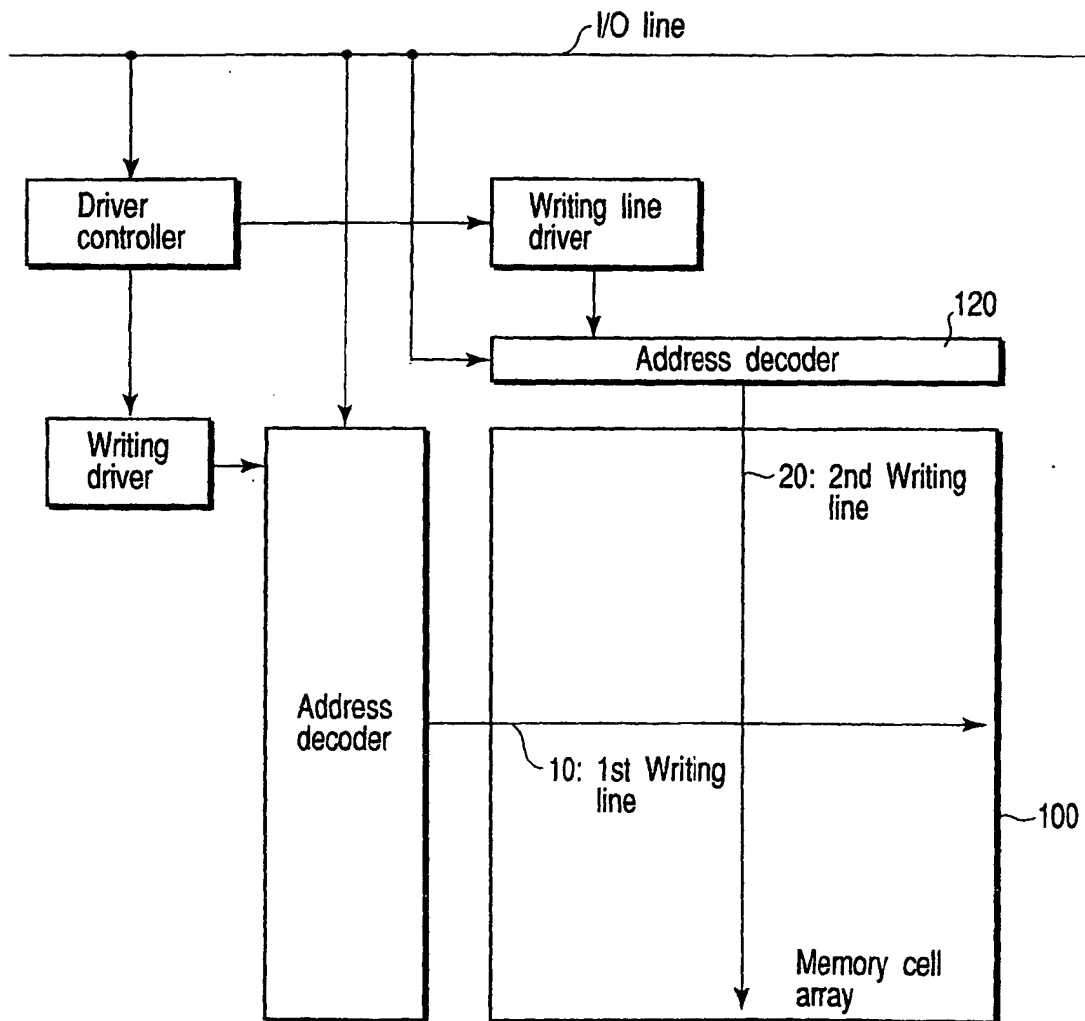 I/O line
Driver
controller
Writing line
driver
120
Address decoder
Writing
driver
20: 2nd Writing
line
Address
decoder
10: 1st Writing
line
100
Memory cell
array